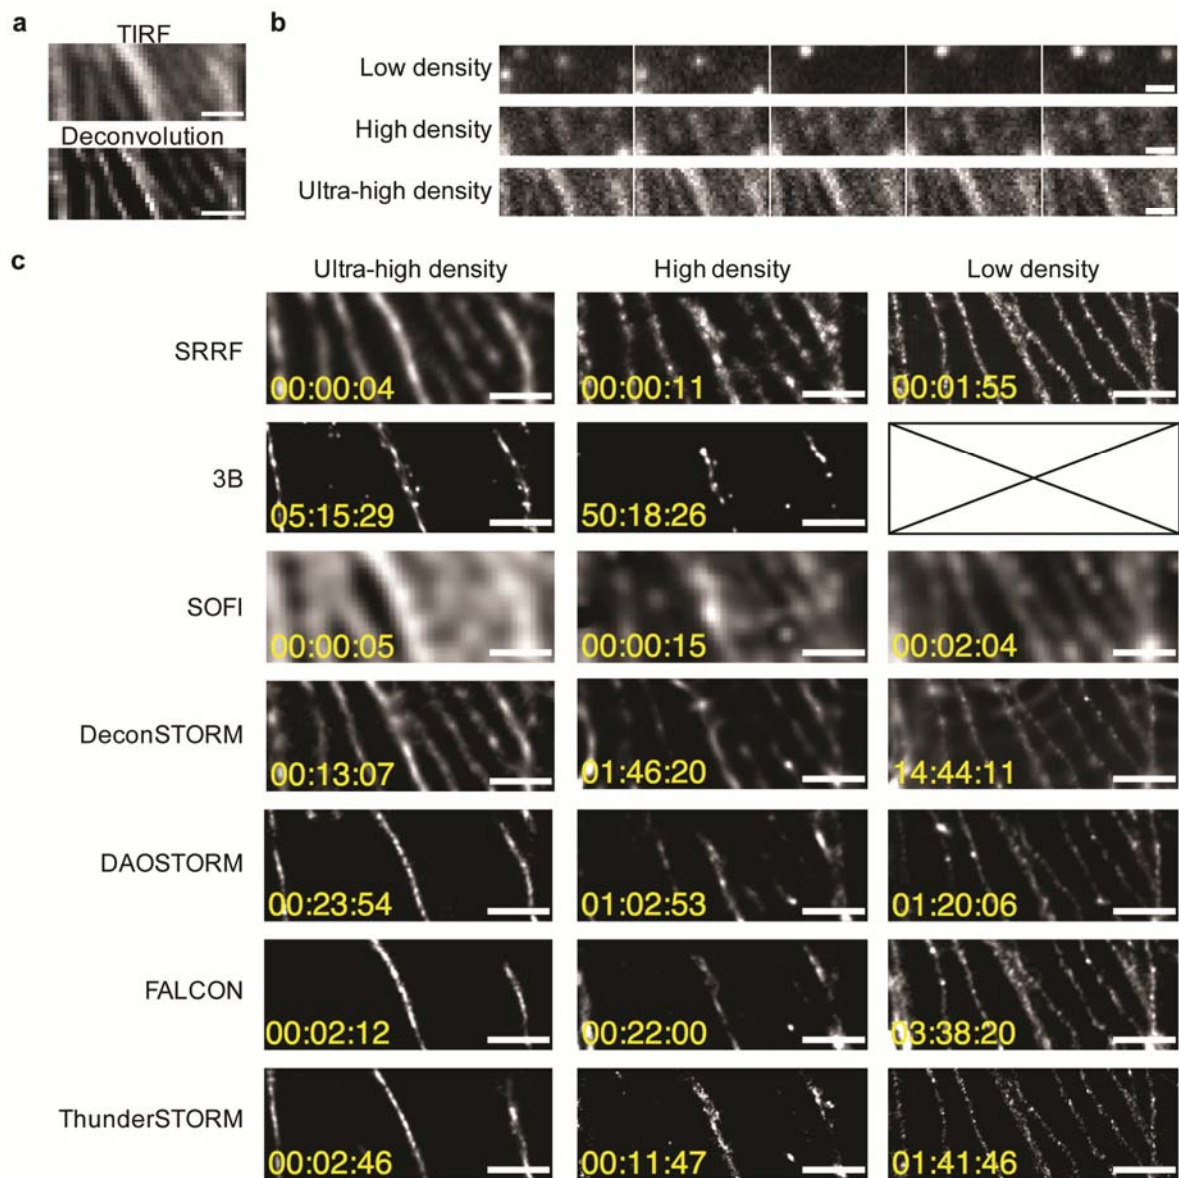 a
TIRF
Deconvolution
b
Low density
High density
Ultra-high density
c
Ultra-high density High density Low density
SRRF 00:00:04 00:00:11 00:01:55
3B 05:15:29 50:18:26
SOFI 00:00:05 00:00:15 00:02:04
DeconSTORM 00:13:07 01:46:20 14:44:11
DAOSTORM 00:23:54 01:02:53 01:20:06
FALCON 00:02:12 00:22:00 03:38:20
ThunderSTORM 00:02:46 00:11:47 01:41:46